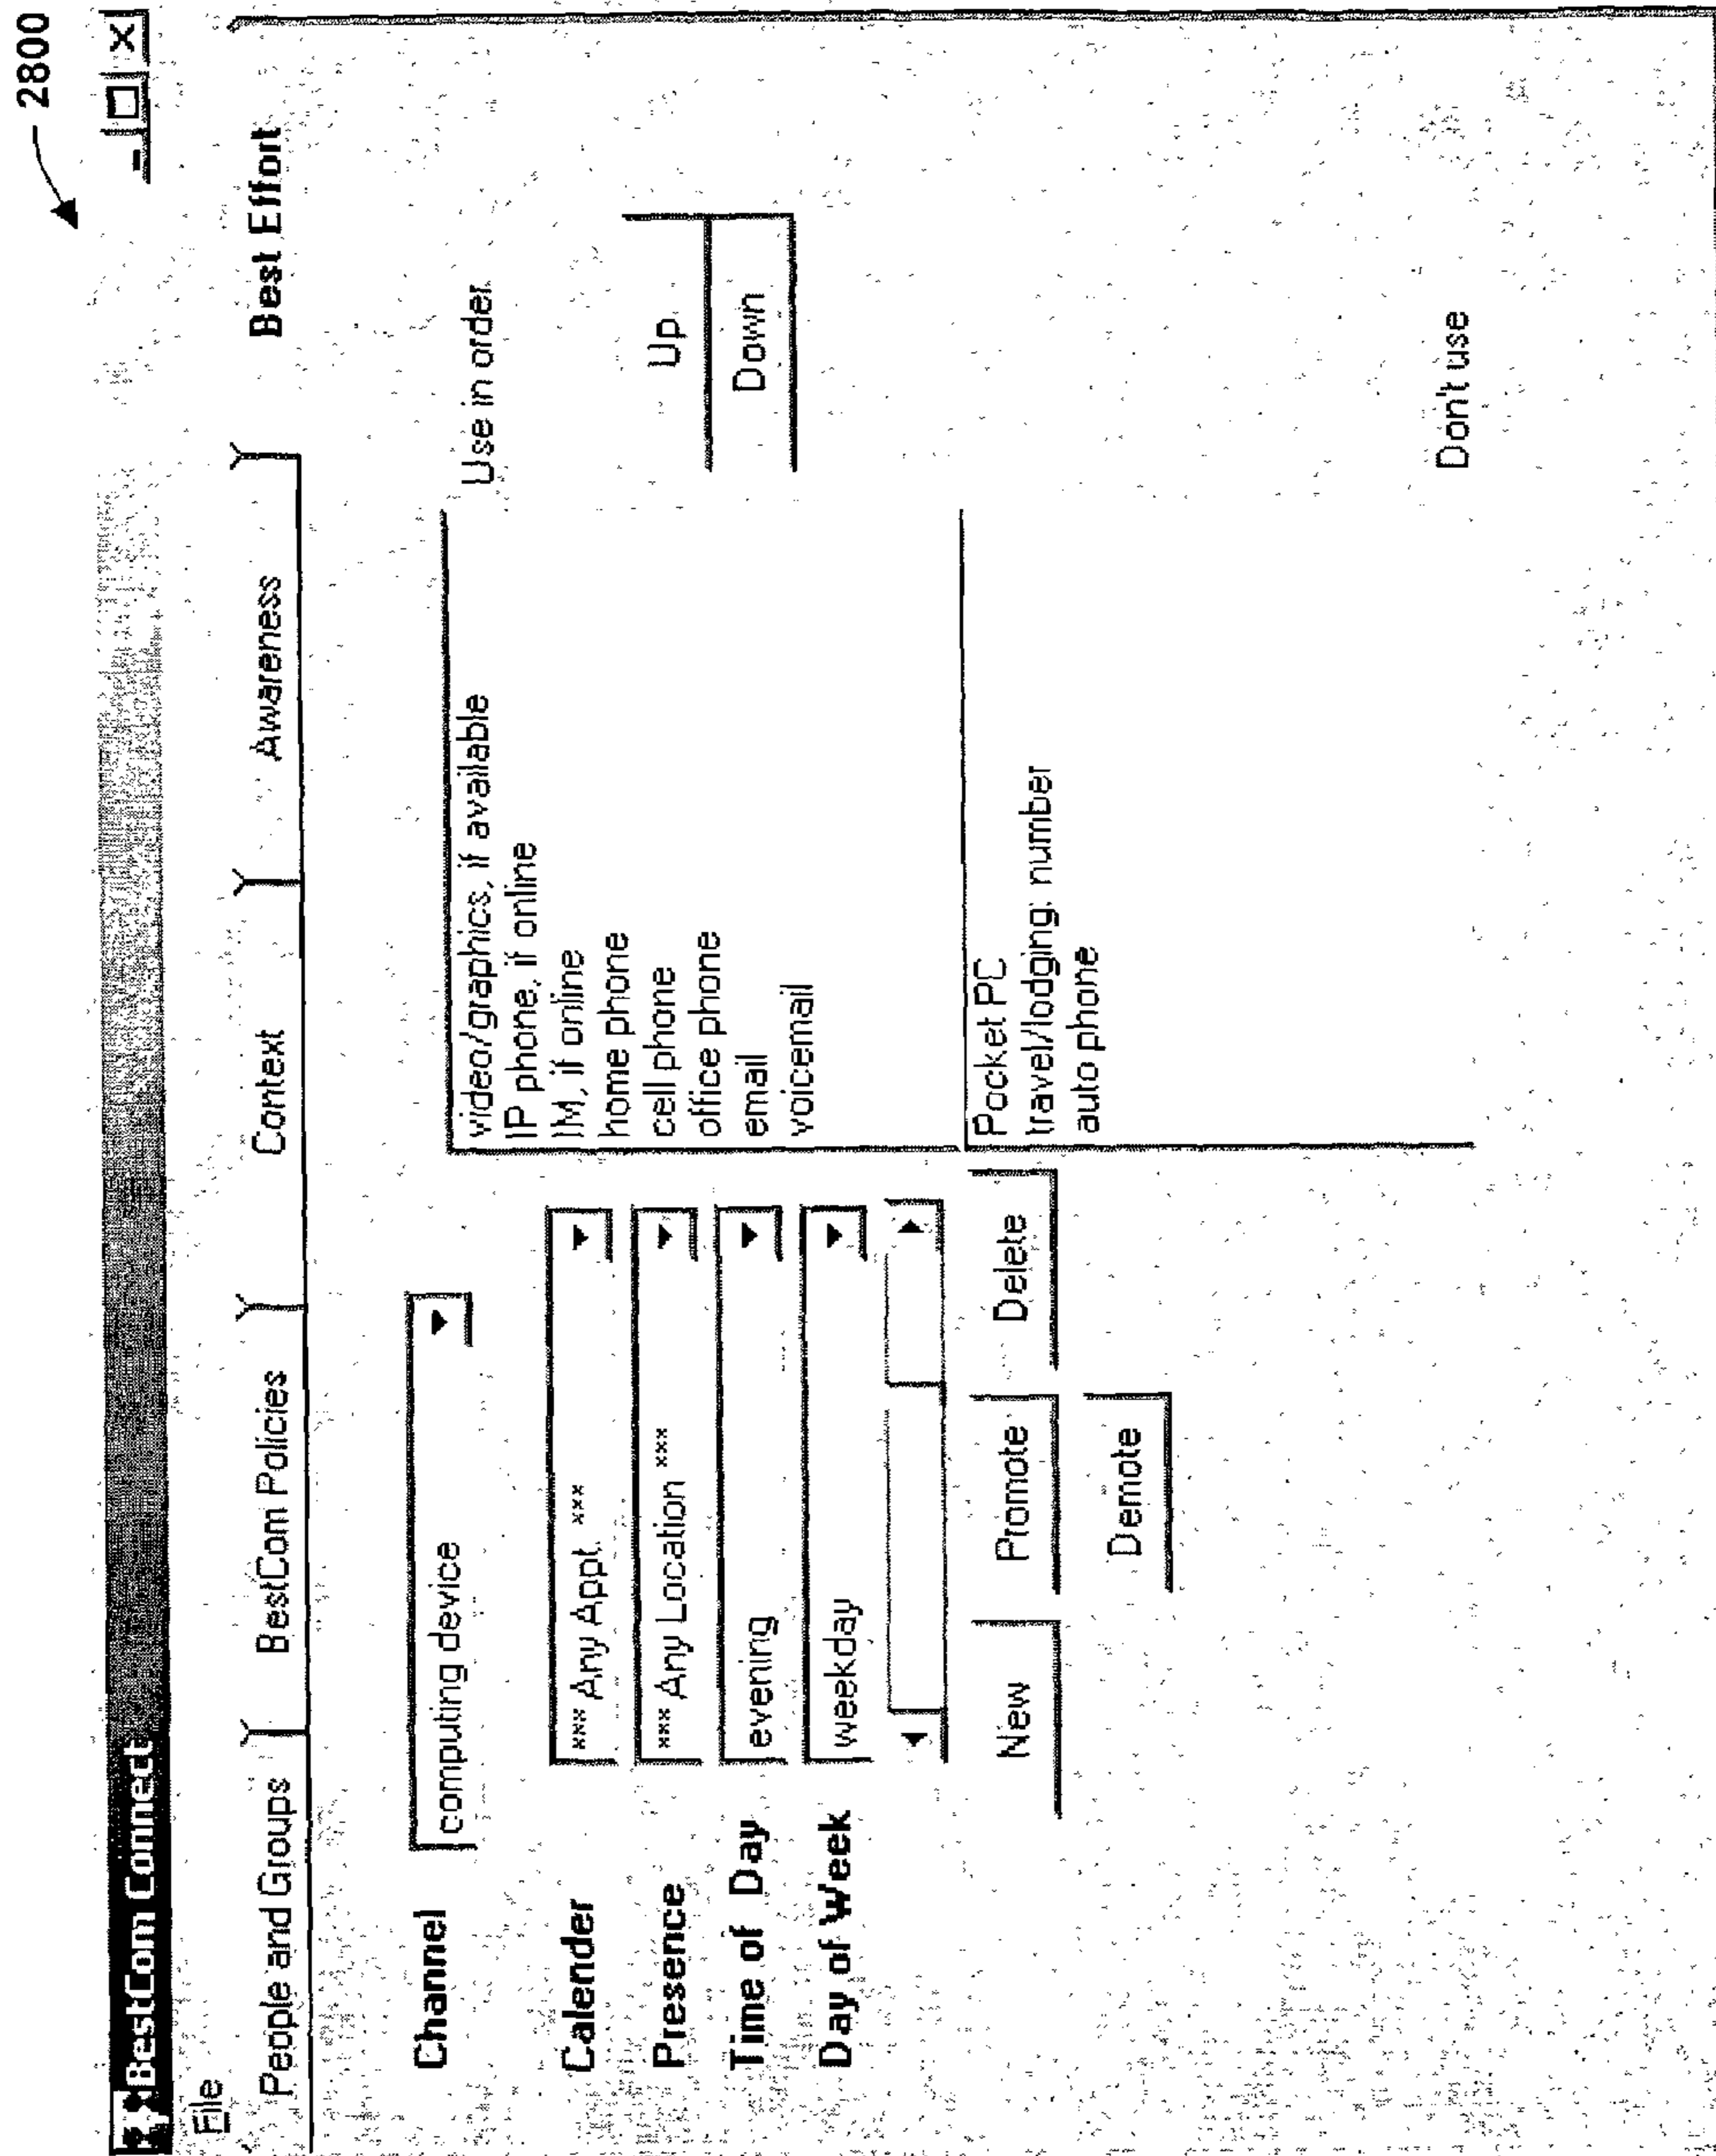 2800
BestCom Connect
File
People and Groups BestCom Policies Context Awareness Best Effort
Channel computing device
Calender *** Any Appt. ***
Presence *** Any Location ***
Time of Day evening
Day of Week weekday
New Promote Delete
Demote
video/graphics, if available
IP phone, if online
IM, if online
home phone
cell phone
office phone
email
voicemail
Use in order
Up
Down
Pocket PC
travel/lodging: number
auto phone
Don't use